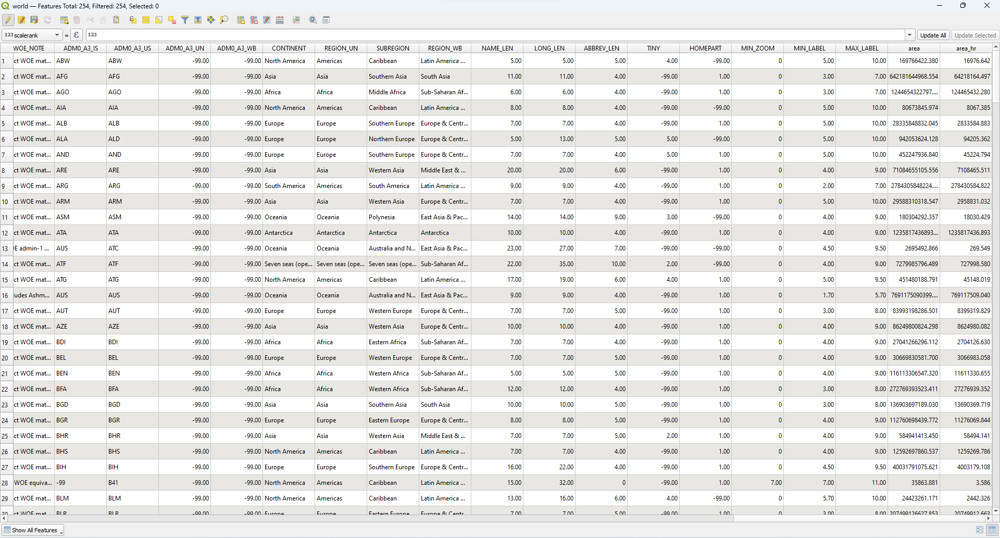 world — Features Total: 254, Filtered: 254, Selected: 0
123 scalerank = ε 123 Update All Update Selected
WOE_NOTE ADM0_A3_IS ADM0_A3_US ADM0_A3_UN ADM0_A3_WB CONTINENT REGION_UN SUBREGION REGION_WB NAME_LEN LONG_LEN ABBREV_LEN TINY HOMEPART MIN_ZOOM MIN_LABEL MAX_LABEL area area_hr
1 ct WOE mat... ABW ABW -99.00 -99.00 North America Americas Caribbean Latin America ... 5.00 5.00 5.00 4.00 -99.00 0 5.00 10.00 169766422.380 16976.642
2 ct WOE mat... AFG AFG -99.00 -99.00 Asia Asia Southern Asia South Asia 11.00 11.00 4.00 -99.00 1.00 0 3.00 7.00 642181644968.554 64218164.497
3 ct WOE mat... AGO AGO -99.00 -99.00 Africa Africa Middle Africa Sub-Saharan Af... 6.00 6.00 4.00 -99.00 1.00 0 3.00 7.00 1244654322797.... 124465432.280
4 ct WOE mat... AIA AIA -99.00 -99.00 North America Americas Caribbean Latin America ... 8.00 8.00 4.00 -99.00 -99.00 0 5.00 10.00 80673845.974 8067.385
5 ct WOE mat... ALB ALB -99.00 -99.00 Europe Europe Southern Europe Europe & Centr... 7.00 7.00 4.00 -99.00 1.00 0 5.00 10.00 28335848832.045 2833584.883
6 ct WOE mat... ALA ALD -99.00 -99.00 Europe Europe Northern Europe Europe & Centr... 5.00 13.00 5.00 5.00 -99.00 0 5.00 10.00 942053624.128 94205.362
7 ct WOE mat... AND AND -99.00 -99.00 Europe Europe Southern Europe Europe & Centr... 7.00 7.00 4.00 5.00 1.00 0 5.00 10.00 452247936.840 45224.794
8 ct WOE mat... ARE ARE -99.00 -99.00 Asia Asia Western Asia Middle East & ... 20.00 20.00 6.00 -99.00 1.00 0 4.00 9.00 71084655105.556 7108465.511
9 ct WOE mat... ARG ARG -99.00 -99.00 South America Americas South America Latin America ... 9.00 9.00 4.00 -99.00 1.00 0 2.00 7.00 2784305848224.... 278430584.822
10 ct WOE mat... ARM ARM -99.00 -99.00 Asia Asia Western Asia Europe & Centr... 7.00 7.00 4.00 -99.00 1.00 0 5.00 10.00 29588310318.547 2958831.032
11 ct WOE mat... ASM ASM -99.00 -99.00 Oceania Oceania Polynesia East Asia & Pac... 14.00 14.00 9.00 3.00 -99.00 0 4.00 9.00 180304292.357 18030.429
12 ct WOE mat... ATA ATA -99.00 -99.00 Antarctica Antarctica Antarctica Antarctica 10.00 10.00 4.00 -99.00 1.00 0 4.00 9.00 1235817436893... 1235817436.893
13 )E admin-1 ... AUS ATC -99.00 -99.00 Oceania Oceania Australia and N... East Asia & Pac... 23.00 27.00 7.00 -99.00 -99.00 0 4.50 9.50 2695492.866 269.549
14 ct WOE mat... ATF ATF -99.00 -99.00 Seven seas (ope... Seven seas (ope... Seven seas (ope... Sub-Saharan Af... 22.00 35.00 10.00 2.00 -99.00 0 4.00 9.00 7279985796.489 727998.580
15 ct WOE mat... ATG ATG -99.00 -99.00 North America Americas Caribbean Latin America ... 17.00 19.00 6.00 4.00 1.00 0 5.00 9.50 451480188.791 45148.019
16 ludes Ashm... AUS AUS -99.00 -99.00 Oceania Oceania Australia and N... East Asia & Pac... 9.00 9.00 4.00 -99.00 1.00 0 1.70 5.70 7691175090399.... 769117509.040
17 ct WOE mat... AUT AUT -99.00 -99.00 Europe Europe Western Europe Europe & Centr... 7.00 7.00 5.00 -99.00 1.00 0 3.00 8.00 83993198286.501 8399319.829
18 ct WOE mat... AZE AZE -99.00 -99.00 Asia Asia Western Asia Europe & Centr... 10.00 10.00 4.00 -99.00 1.00 0 4.00 9.00 86249800824.298 8624980.082
19 ct WOE mat... BDI BDI -99.00 -99.00 Africa Africa Eastern Africa Sub-Saharan Af... 7.00 7.00 4.00 -99.00 1.00 0 4.00 9.00 27041266296.112 2704126.630
20 ct WOE mat... BEL BEL -99.00 -99.00 Europe Europe Western Europe Europe & Centr... 7.00 7.00 5.00 -99.00 1.00 0 4.00 9.00 30669830581.700 3066983.058
21 ct WOE mat... BEN BEN -99.00 -99.00 Africa Africa Western Africa Sub-Saharan Af... 5.00 5.00 5.00 -99.00 1.00 0 4.00 9.00 116113306547.320 11611330.655
22 ct WOE mat... BFA BFA -99.00 -99.00 Africa Africa Western Africa Sub-Saharan Af... 12.00 12.00 4.00 -99.00 1.00 0 3.00 8.00 272769393523.411 27276939.352
23 ct WOE mat... BGD BGD -99.00 -99.00 Asia Asia Southern Asia South Asia 10.00 10.00 5.00 -99.00 1.00 0 3.00 8.00 136903697189.030 13690369.719
24 ct WOE mat... BGR BGR -99.00 -99.00 Europe Europe Eastern Europe Europe & Centr... 8.00 8.00 5.00 -99.00 1.00 0 4.00 9.00 112760698439.772 11276069.844
25 ct WOE mat... BHR BHR -99.00 -99.00 Asia Asia Western Asia Middle East & ... 7.00 7.00 5.00 2.00 1.00 0 4.00 9.00 584941413.450 58494.141
26 ct WOE mat... BHS BHS -99.00 -99.00 North America Americas Caribbean Latin America ... 7.00 7.00 4.00 -99.00 1.00 0 4.00 9.00 12592697860.537 1259269.786
27 ct WOE mat... BIH BIH -99.00 -99.00 Europe Europe Southern Europe Europe & Centr... 16.00 22.00 4.00 -99.00 1.00 0 4.50 9.50 40031791075.621 4003179.108
28 WOE equiva... -99 B41 -99.00 -99.00 North America Americas Caribbean Latin America ... 15.00 32.00 0 -99.00 1.00 7.00 7.00 11.00 35863.881 3.586
29 ct WOE mat... BLM BLM -99.00 -99.00 North America Americas Caribbean Latin America ... 13.00 16.00 6.00 4.00 -99.00 0 5.70 10.00 24423261.171 2442.326
30 ct WOE mat... BLR BLR -99.00 -99.00 Europe Europe Eastern Europe Europe & Centr... 7.00 7.00 5.00 -99.00 1.00 0 3.00 8.00 207499126627.853 20749912.663
Show All Features